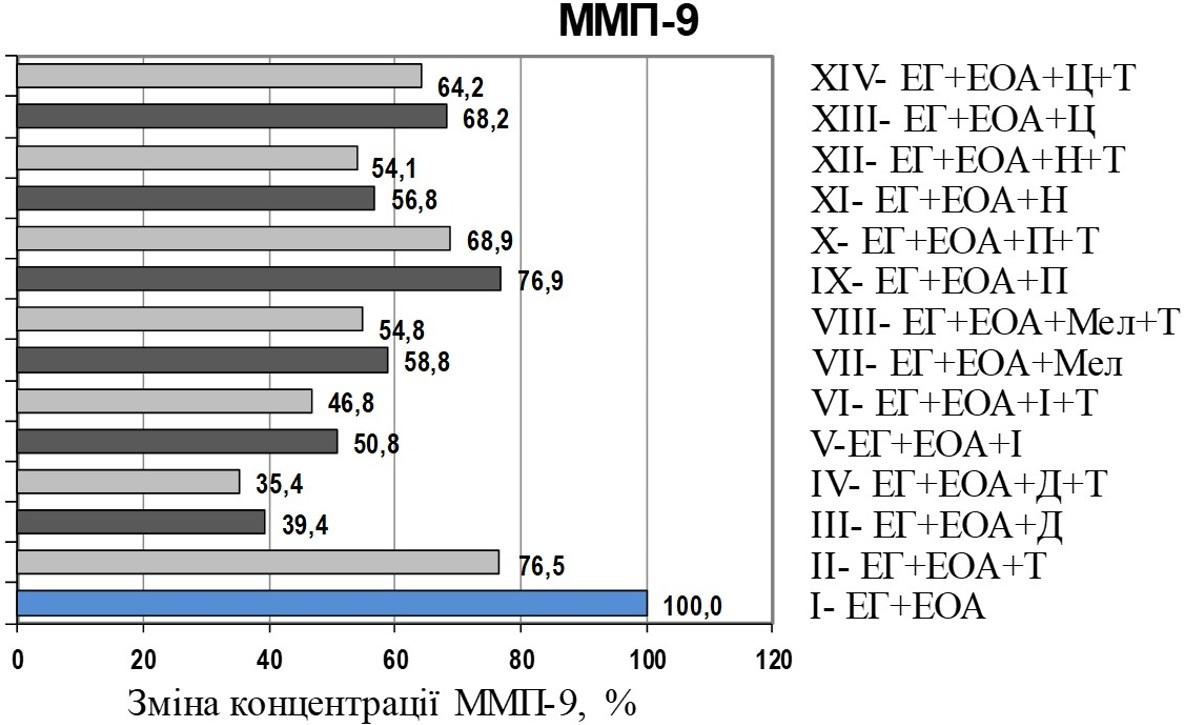 ММП-9
64,2 XIV- ЕГ+ЕОА+Ц+Т
68,2 XIII- ЕГ+ЕОА+Ц
54,1 XII- ЕГ+ЕОА+Н+Т
56,8 XI- ЕГ+ЕОА+Н
68,9 X- ЕГ+ЕОА+П+Т
76,9 IX- ЕГ+ЕОА+П
54,8 VIII- ЕГ+ЕОА+Мел+Т
58,8 VII- ЕГ+ЕОА+Мел
46,8 VI- ЕГ+ЕОА+І+Т
50,8 V-ЕГ+ЕОА+І
35,4 IV- ЕГ+ЕОА+Д+Т
39,4 III- ЕГ+ЕОА+Д
76,5 II- ЕГ+ЕОА+Т
100,0 I- ЕГ+ЕОА
0 20 40 60 80 100 120
Зміна концентрації ММП-9, %